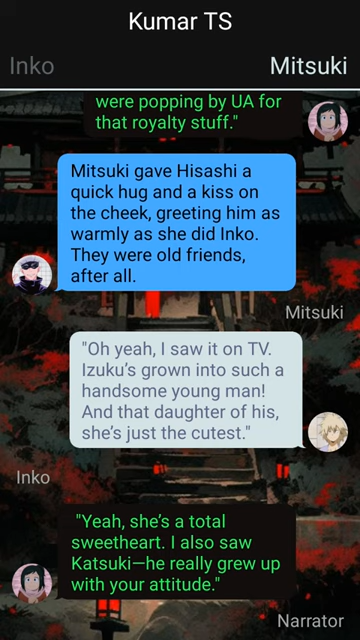 Kumar TS
Inko
Mitsuki
were popping by UA for
that royalty stuff."
Mitsuki gave Hisashi a
quick hug and a kiss on
the cheek, greeting him as
warmly as she did Inko.
They were old friends,
after all.
Mitsuki
"Oh yeah, I saw it on TV.
Izuku's grown into such a
handsome young man!
And that daughter of his,
she's just the cutest."
Inko
"Yeah, she's a total
sweetheart. I also saw
Katsuki—he really grew up
with your attitude."
Narrator